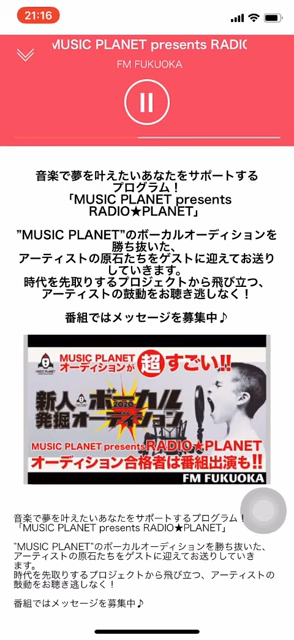 21:16
MUSIC PLANET presents RADIO
FM FUKUOKA
音楽で夢を叶えたいあなたをサポートする
プログラム！
「MUSIC PLANET presents
RADIO★PLANET」
”MUSIC PLANET”のボーカルオーディションを
勝ち抜いた、
アーティストの原石たちをゲストに迎えてお送り
していきます。
時代を先取りするプロジェクトから飛び立つ、
アーティストの鼓動をお聴き逃しなく！
番組ではメッセージを募集中♪
MUSIC PLANET
オーディションが超すごい!!
新人発掘ボーカルオーディション
2020
MUSIC PLANET presents RADIO★PLANET
オーディション合格者は番組出演も!!
FM FUKUOKA
音楽で夢を叶えたいあなたをサポートするプログラム！
「MUSIC PLANET presents RADIO★PLANET」
"MUSIC PLANET"のボーカルオーディションを勝ち抜いた、
アーティストの原石たちをゲストに迎えてお送りしていき
ます。
時代を先取りするプロジェクトから飛び立つ、アーティストの
鼓動をお聴き逃しなく！
番組ではメッセージを募集中♪